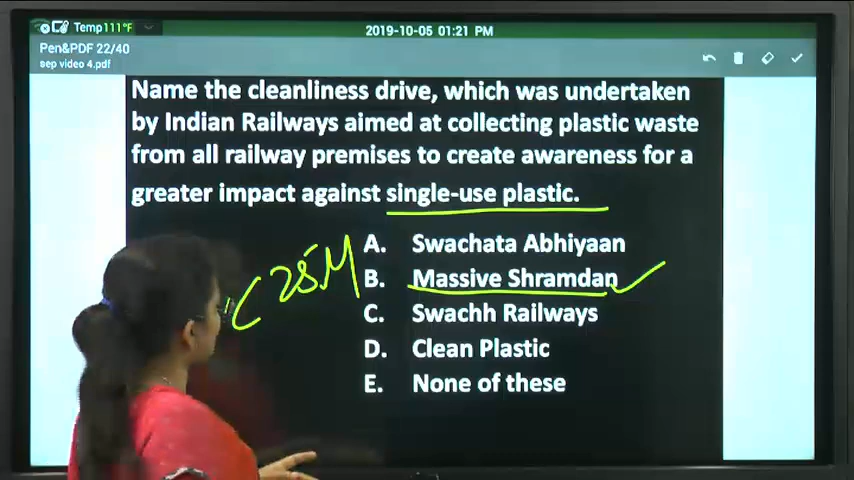 Temp 111°F
2019-10-05 01:21 PM
Pen&PDF 22/40
sep video 4.pdf
Name the cleanliness drive, which was undertaken
by Indian Railways aimed at collecting plastic waste
from all railway premises to create awareness for a
greater impact against single-use plastic.
A. Swachata Abhiyaan
B. Massive Shramdan
C. Swachh Railways
D. Clean Plastic
E. None of these